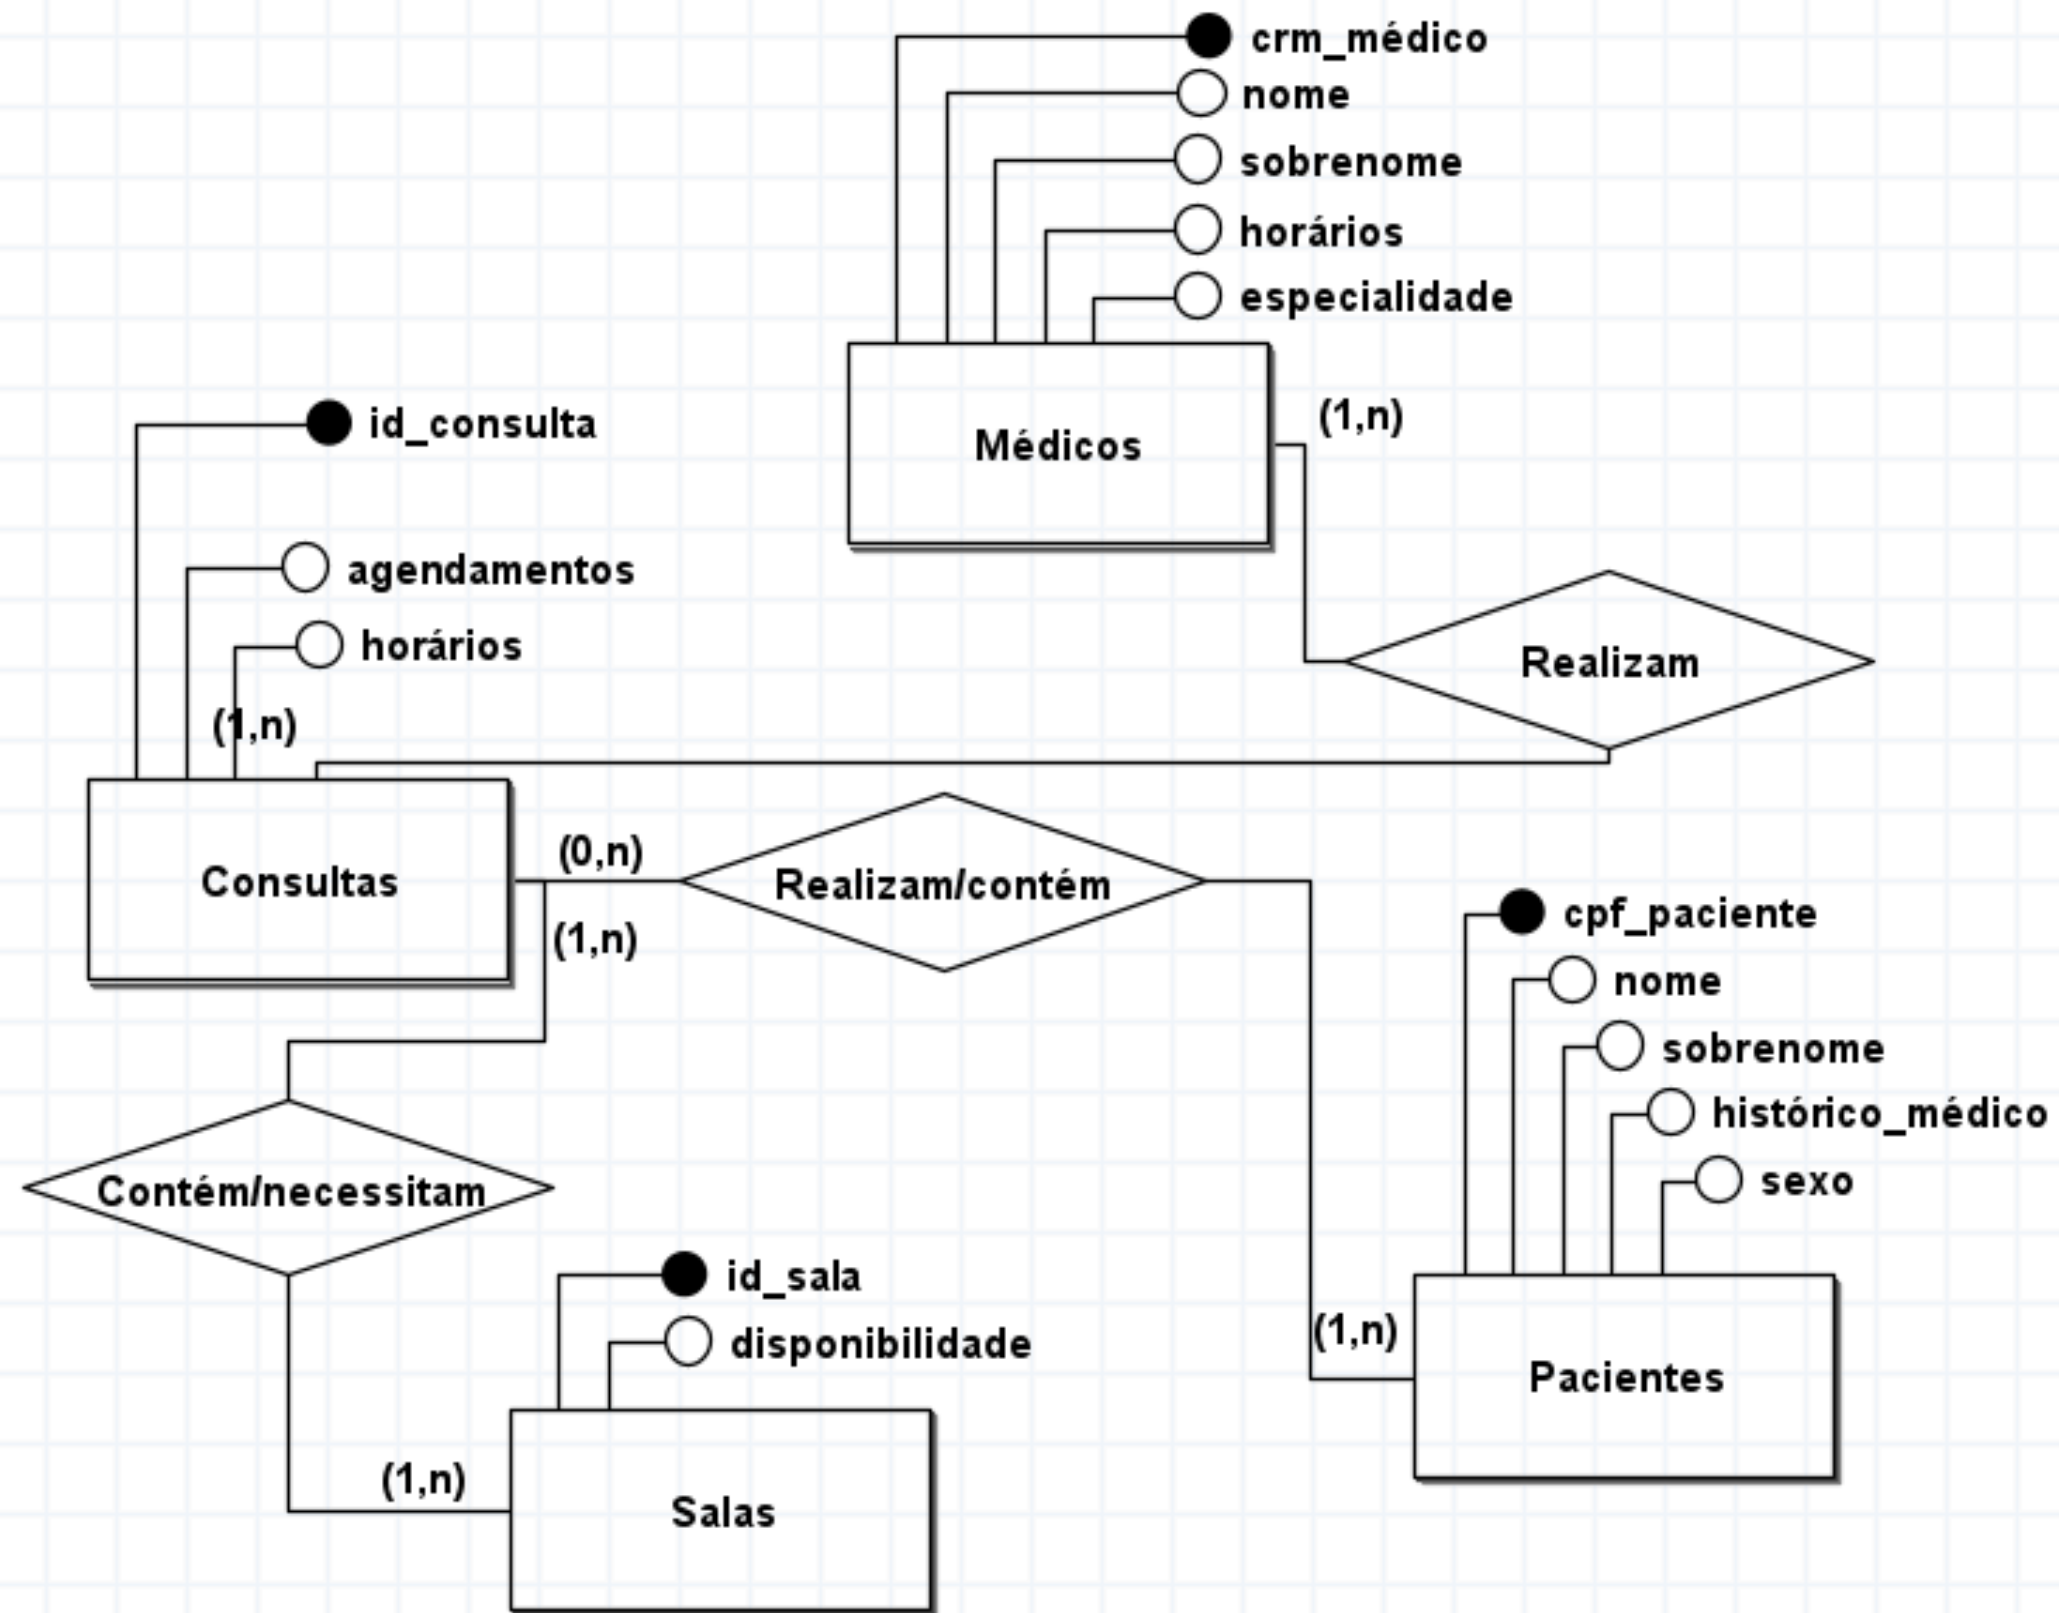 crm_médico
nome
sobrenome
horários
especialidade
Médicos
(1,n)
id_consulta
agendamentos
horários
(1,n)
Realizam
Consultas
(0,n)
(1,n)
Realizam/contém
cpf_paciente
nome
sobrenome
histórico_médico
sexo
Contém/necessitam
id_sala
disponibilidade
(1,n)
Pacientes
(1,n)
Salas